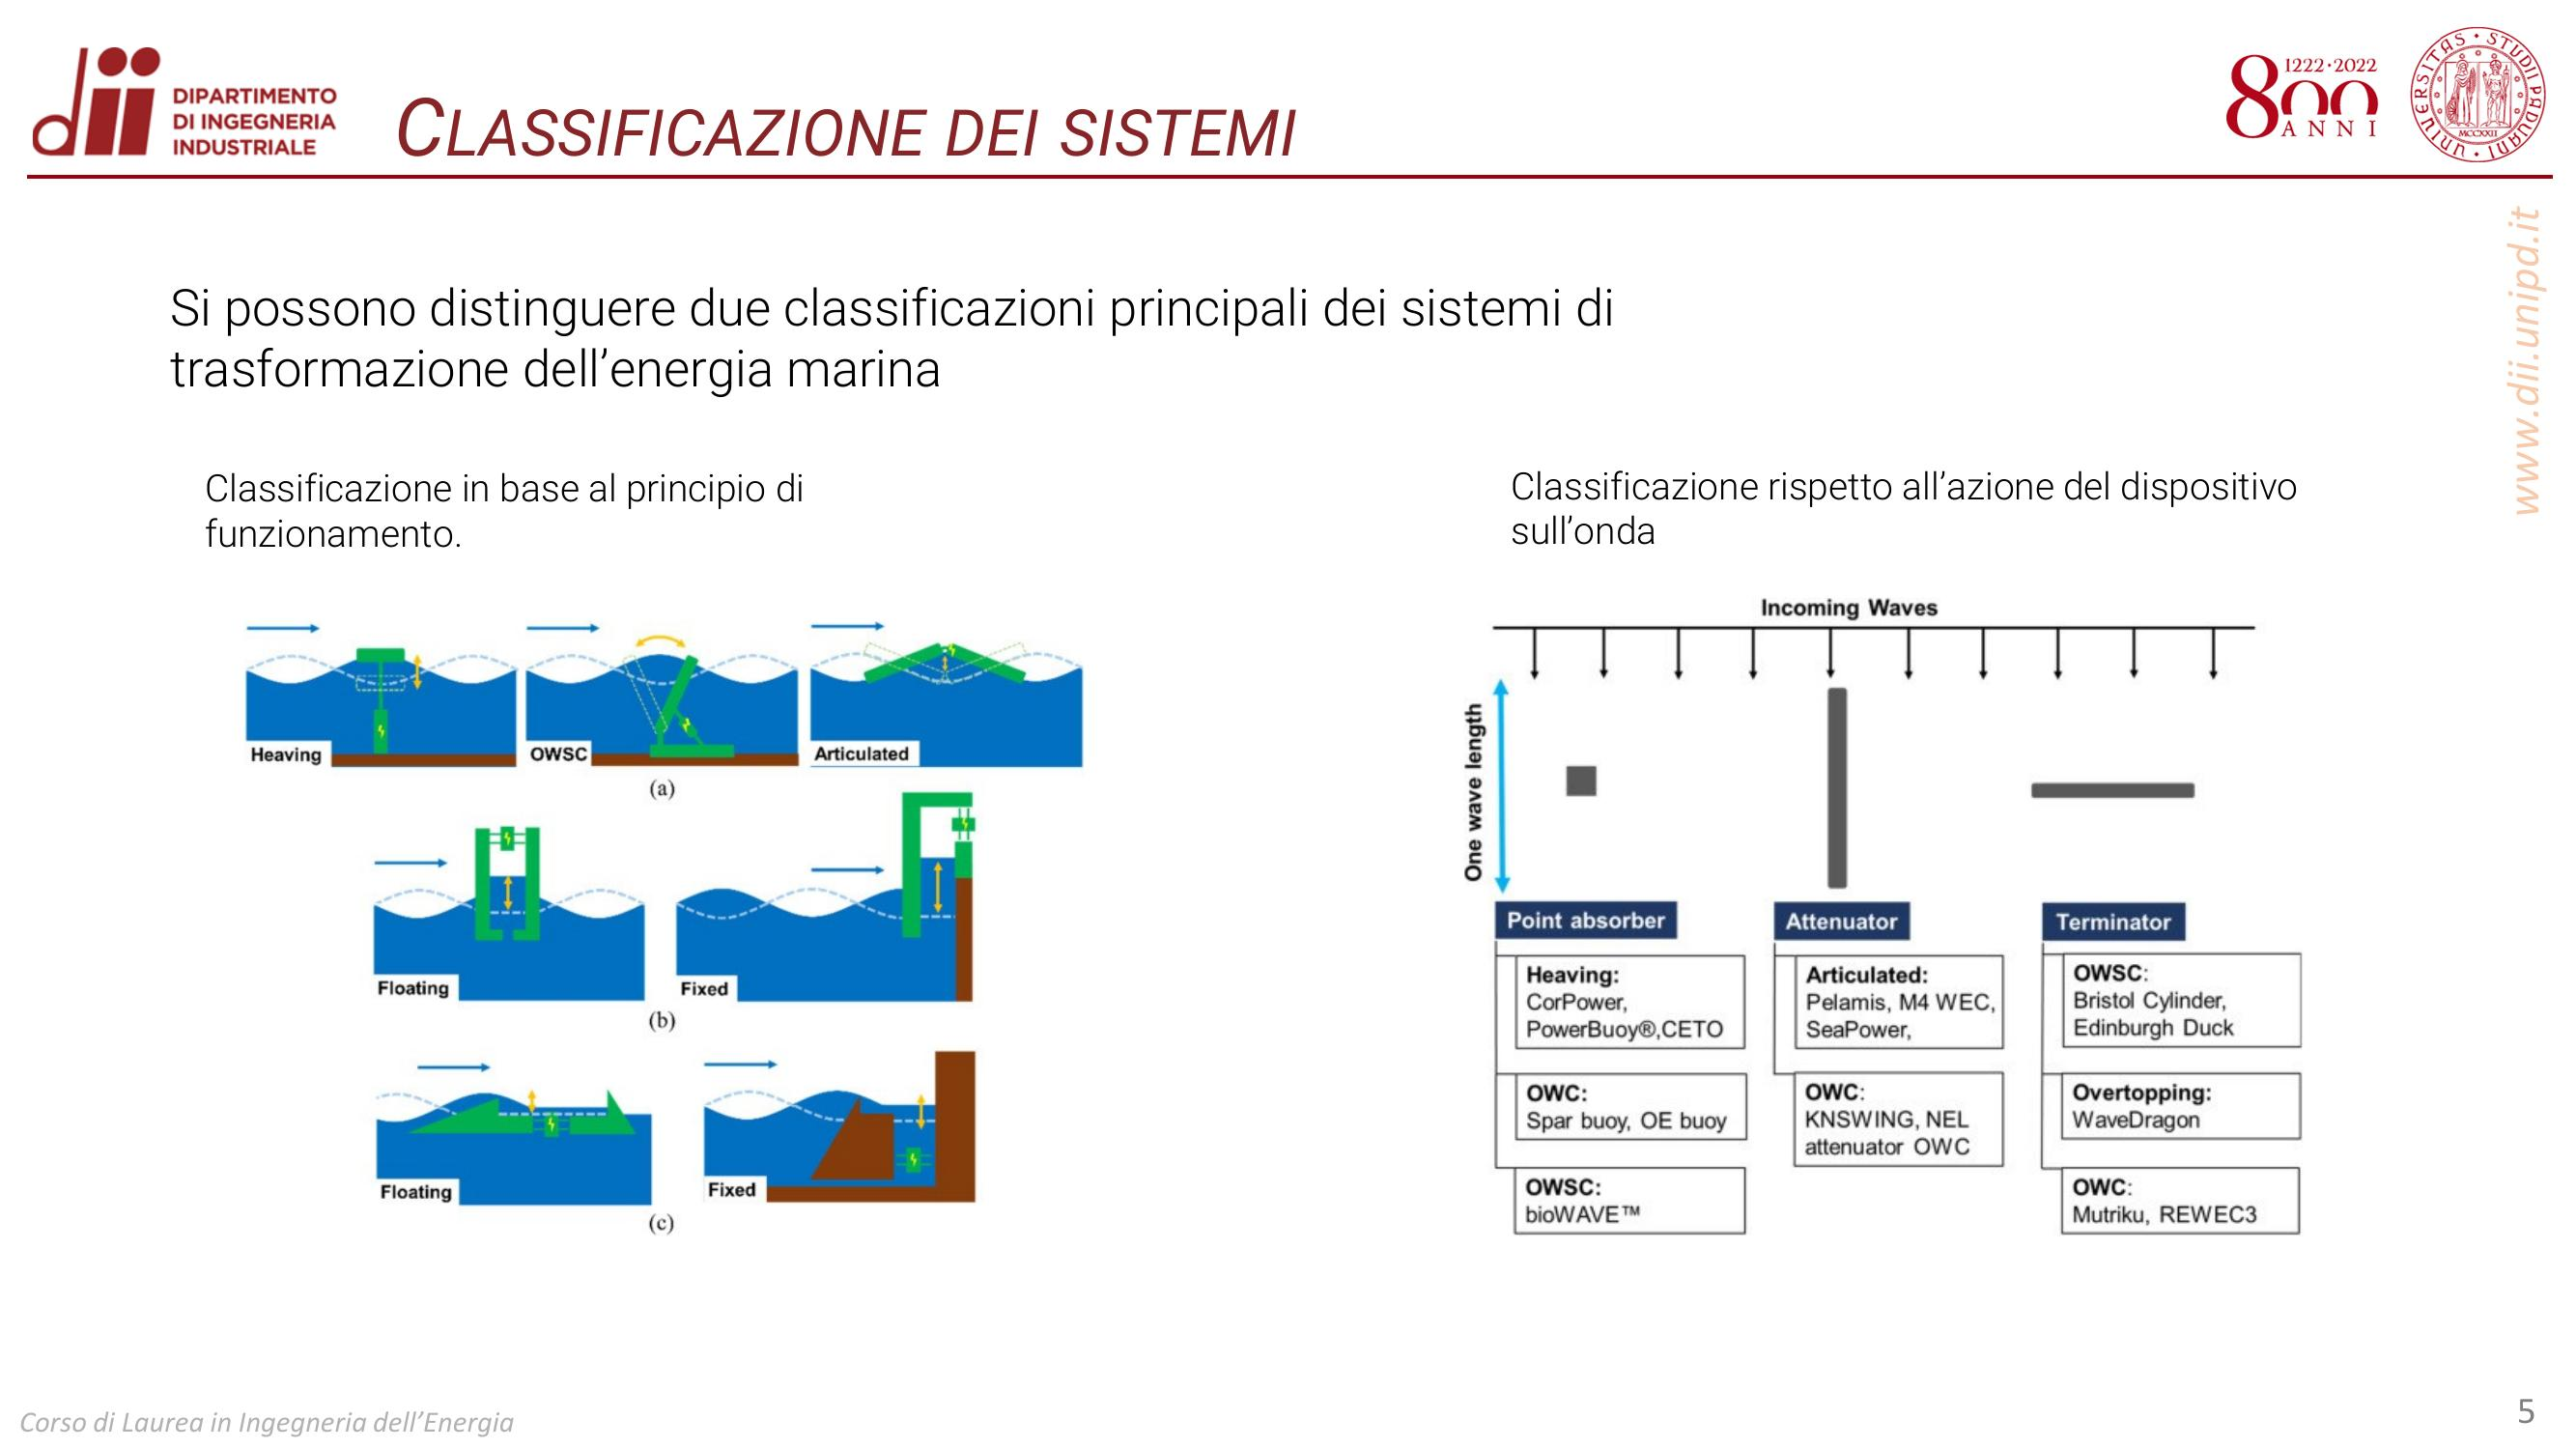 DIPARTIMENTO
DI INGEGNERIA
INDUSTRIALE
CLASSIFICAZIONE DEI SISTEMI
1222·2022
800
ANNI
UNIVERSITAS · STUDII PADUANI ·
MCCXXII
www.dii.unipd.it
Si possono distinguere due classificazioni principali dei sistemi di
trasformazione dell’energia marina
Classificazione in base al principio di
funzionamento.
Heaving
OWSC
Articulated
(a)
Floating
Fixed
(b)
Floating
Fixed
(c)
Classificazione rispetto all’azione del dispositivo
sull’onda
Incoming Waves
One wave length
Point absorber
Heaving:
CorPower,
PowerBuoy®,CETO
OWC:
Spar buoy, OE buoy
OWSC:
bioWAVE™
Attenuator
Articulated:
Pelamis, M4 WEC,
SeaPower,
OWC:
KNSWING, NEL
attenuator OWC
Terminator
OWSC:
Bristol Cylinder,
Edinburgh Duck
Overtopping:
WaveDragon
OWC:
Mutriku, REWEC3
Corso di Laurea in Ingegneria dell’Energia
5